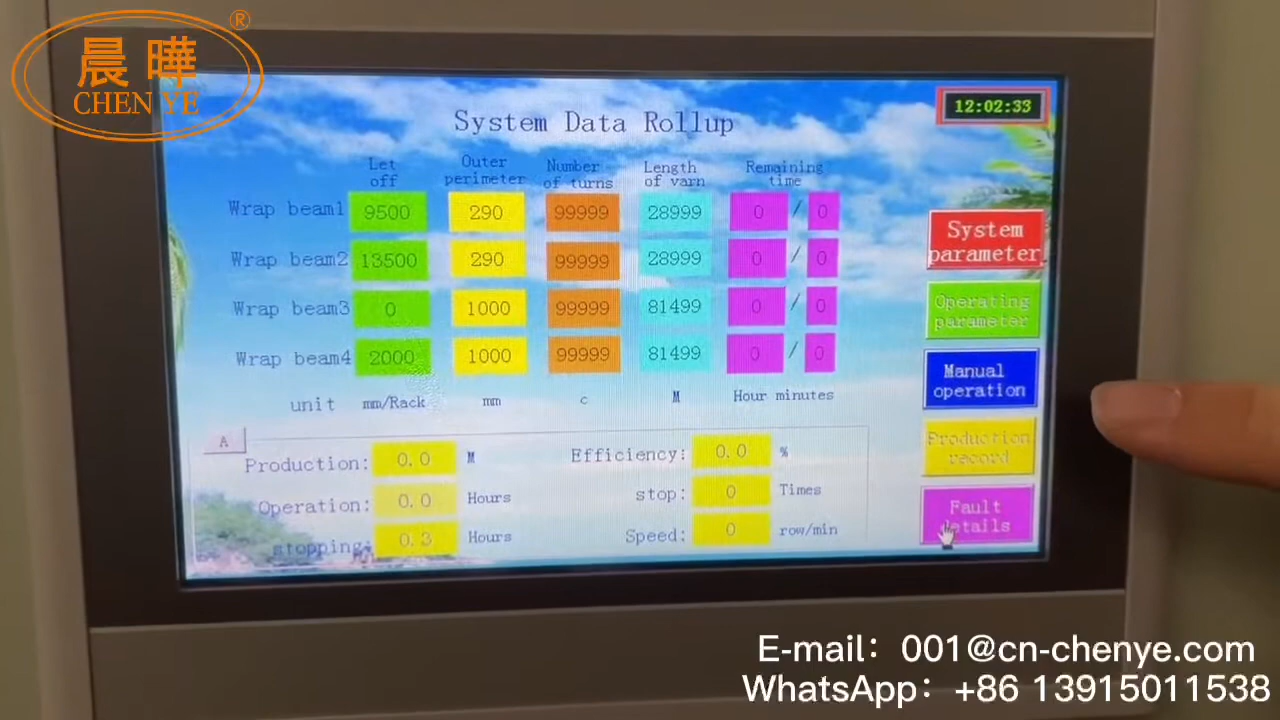 晨曄®
CHEN YE
12:02:33
System Data Rollup
Let off
Outer perimeter
Number of turns
Length of varn
Remaining time
Wrap beam1 9500 290 99999 28999 0 / 0
Wrap beam2 13500 290 99999 28999 0 / 0
Wrap beam3 0 1000 99999 81499 0 / 0
Wrap beam4 2000 1000 99999 81499 0 / 0
unit mm/Rack mm c M Hour minutes
A
Production: 0.0 M Efficiency: 0.0 %
Operation: 0.0 Hours stop: 0 Times
stopping: 0.3 Hours Speed: 0 row/min
System
parameter
Operating
parameter
Manual
operation
Production
record
Fault
details
E-mail：001@cn-chenye.com
WhatsApp：+86 13915011538